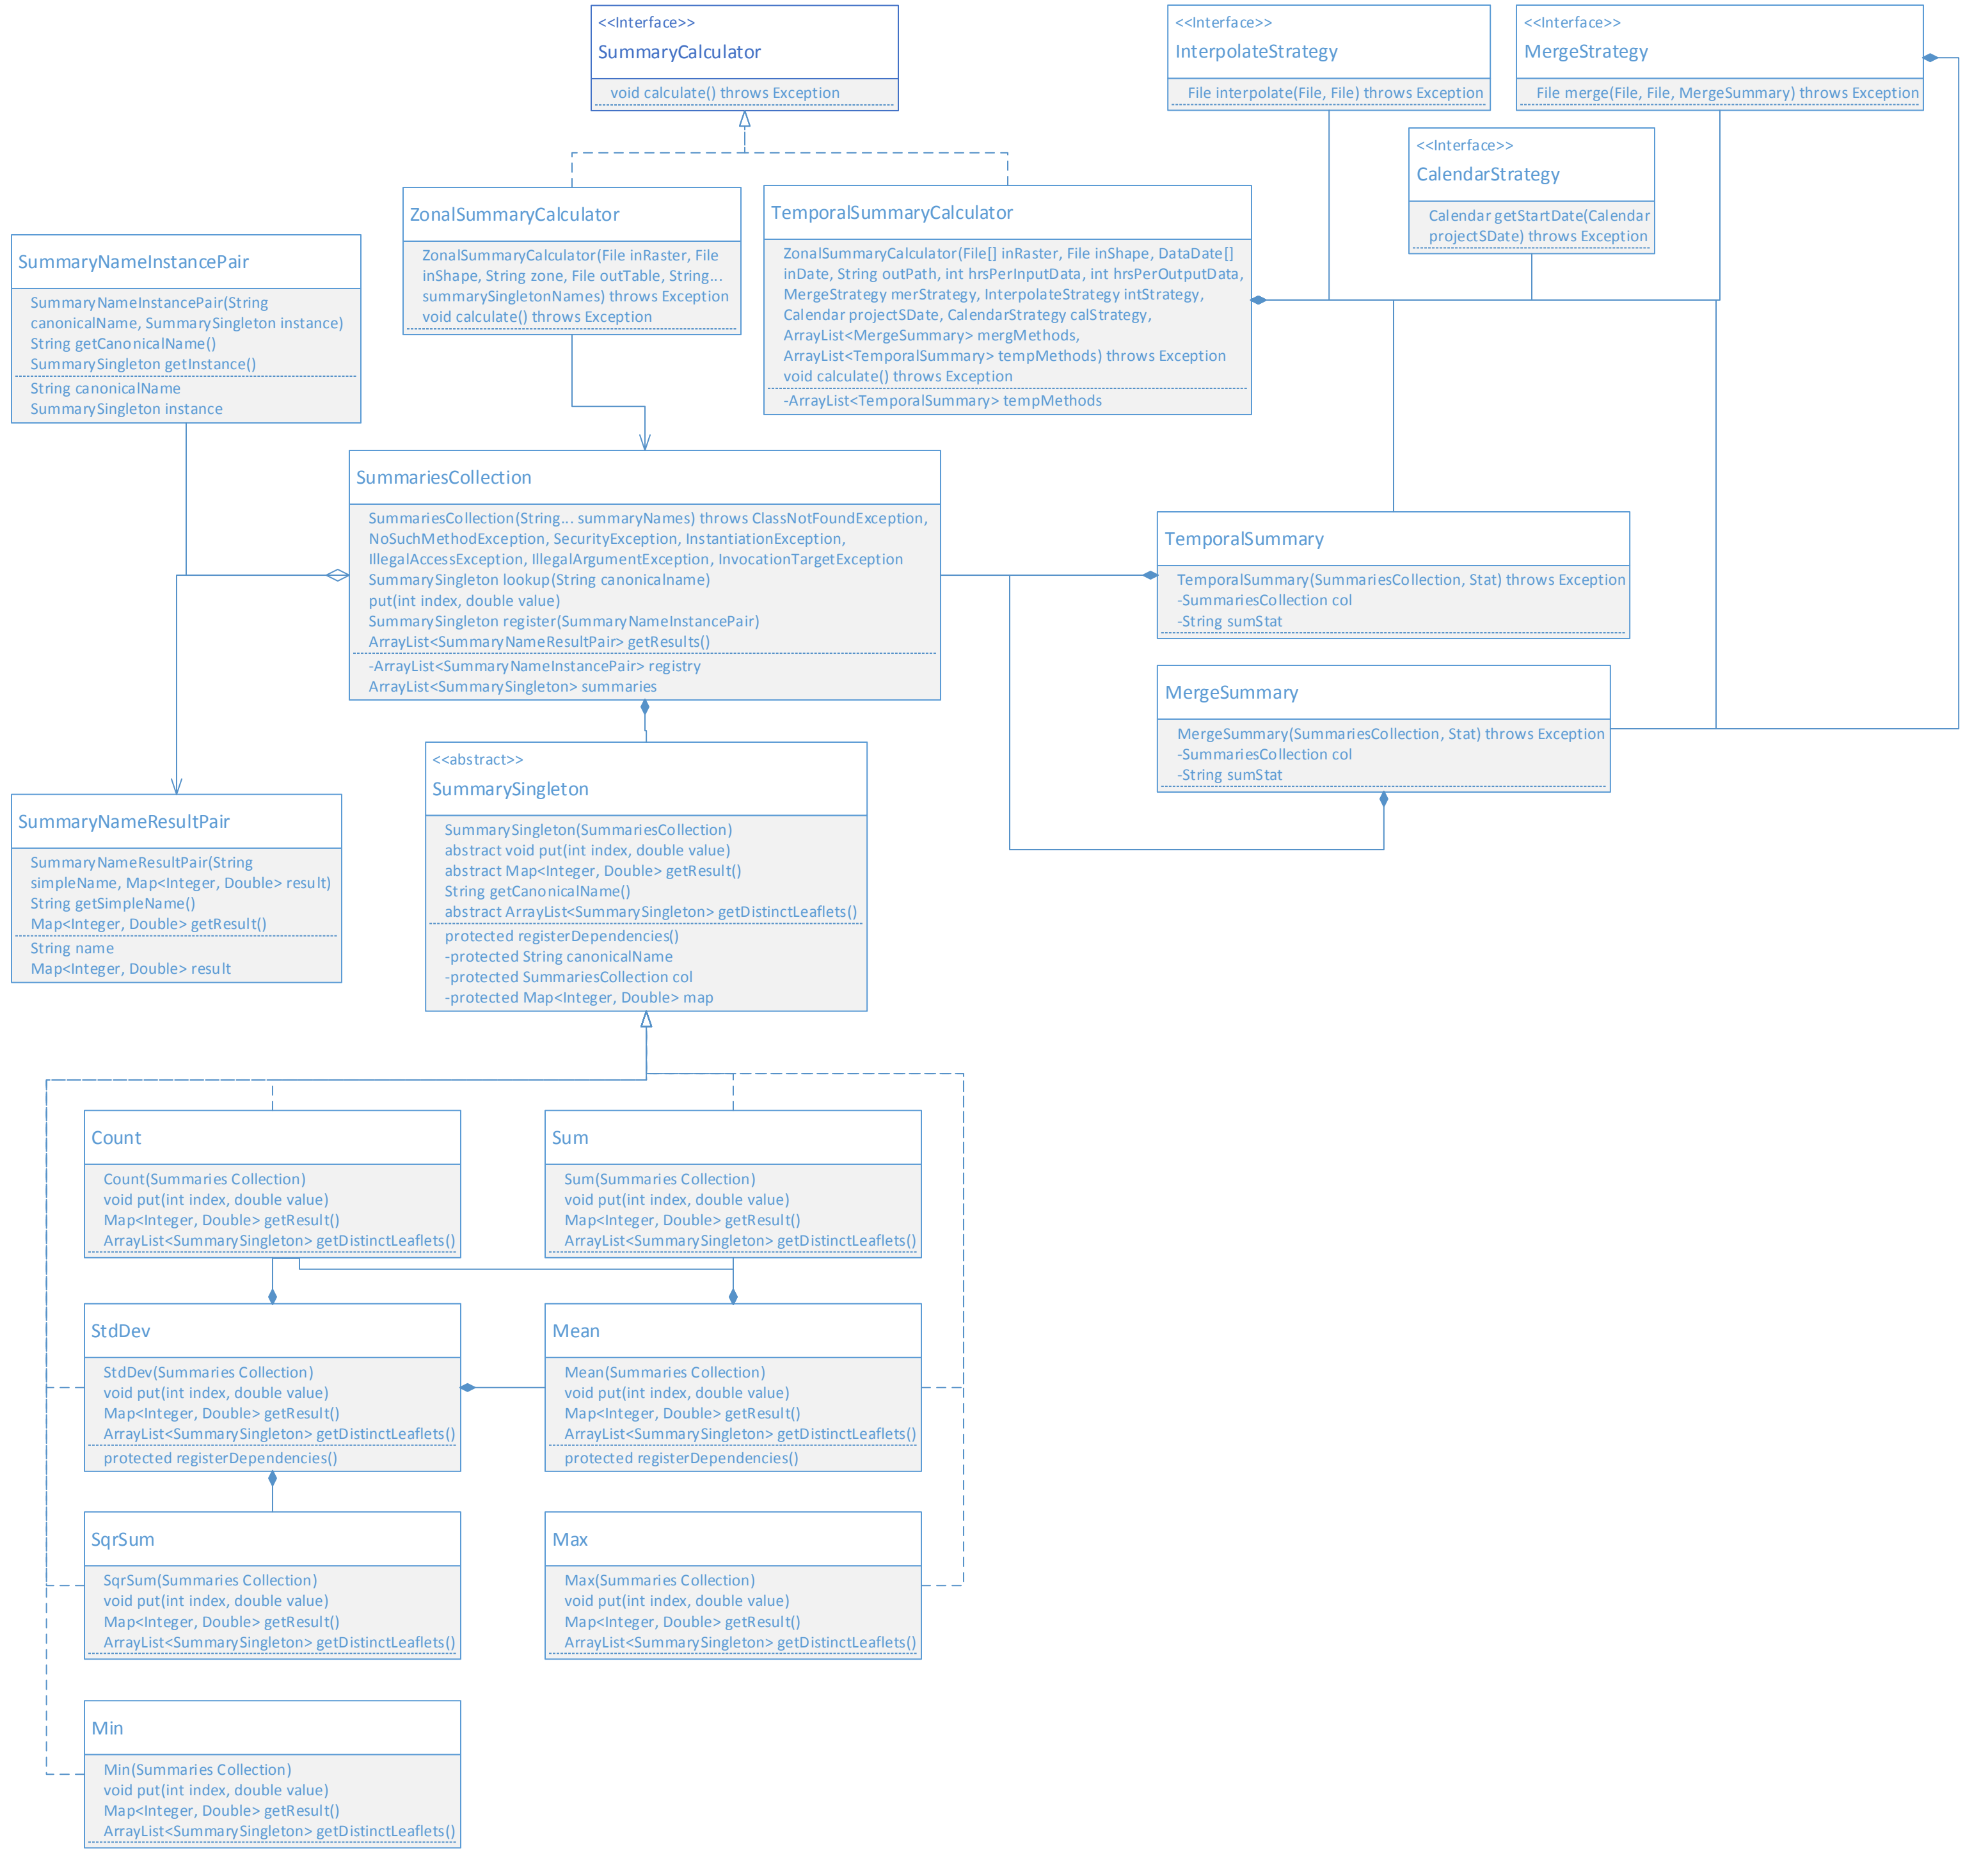 <<Interface>>
SummaryCalculator
void calculate() throws Exception
<<Interface>>
InterpolateStrategy
File interpolate(File, File) throws Exception
<<Interface>>
MergeStrategy
File merge(File, File, MergeSummary) throws Exception
<<Interface>>
CalendarStrategy
Calendar getStartDate(Calendar
projectSDate) throws Exception
ZonalSummaryCalculator
ZonalSummaryCalculator(File inRaster, File
inShape, String zone, File outTable, String...
summarySingletonNames) throws Exception
void calculate() throws Exception
TemporalSummaryCalculator
ZonalSummaryCalculator(File[] inRaster, File inShape, DataDate[]
inDate, String outPath, int hrsPerInputData, int hrsPerOutputData,
MergeStrategy merStrategy, InterpolateStrategy intStrategy,
Calendar projectSDate, CalendarStrategy calStrategy,
ArrayList<MergeSummary> mergMethods,
ArrayList<TemporalSummary> tempMethods) throws Exception
void calculate() throws Exception
-ArrayList<TemporalSummary> tempMethods
SummaryNameInstancePair
SummaryNameInstancePair(String
canonicalName, SummarySingleton instance)
String getCanonicalName()
SummarySingleton getInstance()
String canonicalName
SummarySingleton instance
SummariesCollection
SummariesCollection(String... summaryNames) throws ClassNotFoundException,
NoSuchMethodException, SecurityException, InstantiationException,
IllegalAccessException, IllegalArgumentException, InvocationTargetException
SummarySingleton lookup(String canonicalname)
put(int index, double value)
SummarySingleton register(SummaryNameInstancePair)
ArrayList<SummaryNameResultPair> getResults()
-ArrayList<SummaryNameInstancePair> registry
ArrayList<SummarySingleton> summaries
TemporalSummary
TemporalSummary(SummariesCollection, Stat) throws Exception
-SummariesCollection col
-String sumStat
MergeSummary
MergeSummary(SummariesCollection, Stat) throws Exception
-SummariesCollection col
-String sumStat
SummaryNameResultPair
SummaryNameResultPair(String
simpleName, Map<Integer, Double> result)
String getSimpleName()
Map<Integer, Double> getResult()
String name
Map<Integer, Double> result
<<abstract>>
SummarySingleton
SummarySingleton(SummariesCollection)
abstract void put(int index, double value)
abstract Map<Integer, Double> getResult()
String getCanonicalName()
abstract ArrayList<SummarySingleton> getDistinctLeaflets()
protected registerDependencies()
-protected String canonicalName
-protected SummariesCollection col
-protected Map<Integer, Double> map
Count
Count(Summaries Collection)
void put(int index, double value)
Map<Integer, Double> getResult()
ArrayList<SummarySingleton> getDistinctLeaflets()
Sum
Sum(Summaries Collection)
void put(int index, double value)
Map<Integer, Double> getResult()
ArrayList<SummarySingleton> getDistinctLeaflets()
StdDev
StdDev(Summaries Collection)
void put(int index, double value)
Map<Integer, Double> getResult()
ArrayList<SummarySingleton> getDistinctLeaflets()
protected registerDependencies()
Mean
Mean(Summaries Collection)
void put(int index, double value)
Map<Integer, Double> getResult()
ArrayList<SummarySingleton> getDistinctLeaflets()
protected registerDependencies()
SqrSum
SqrSum(Summaries Collection)
void put(int index, double value)
Map<Integer, Double> getResult()
ArrayList<SummarySingleton> getDistinctLeaflets()
Max
Max(Summaries Collection)
void put(int index, double value)
Map<Integer, Double> getResult()
ArrayList<SummarySingleton> getDistinctLeaflets()
Min
Min(Summaries Collection)
void put(int index, double value)
Map<Integer, Double> getResult()
ArrayList<SummarySingleton> getDistinctLeaflets()